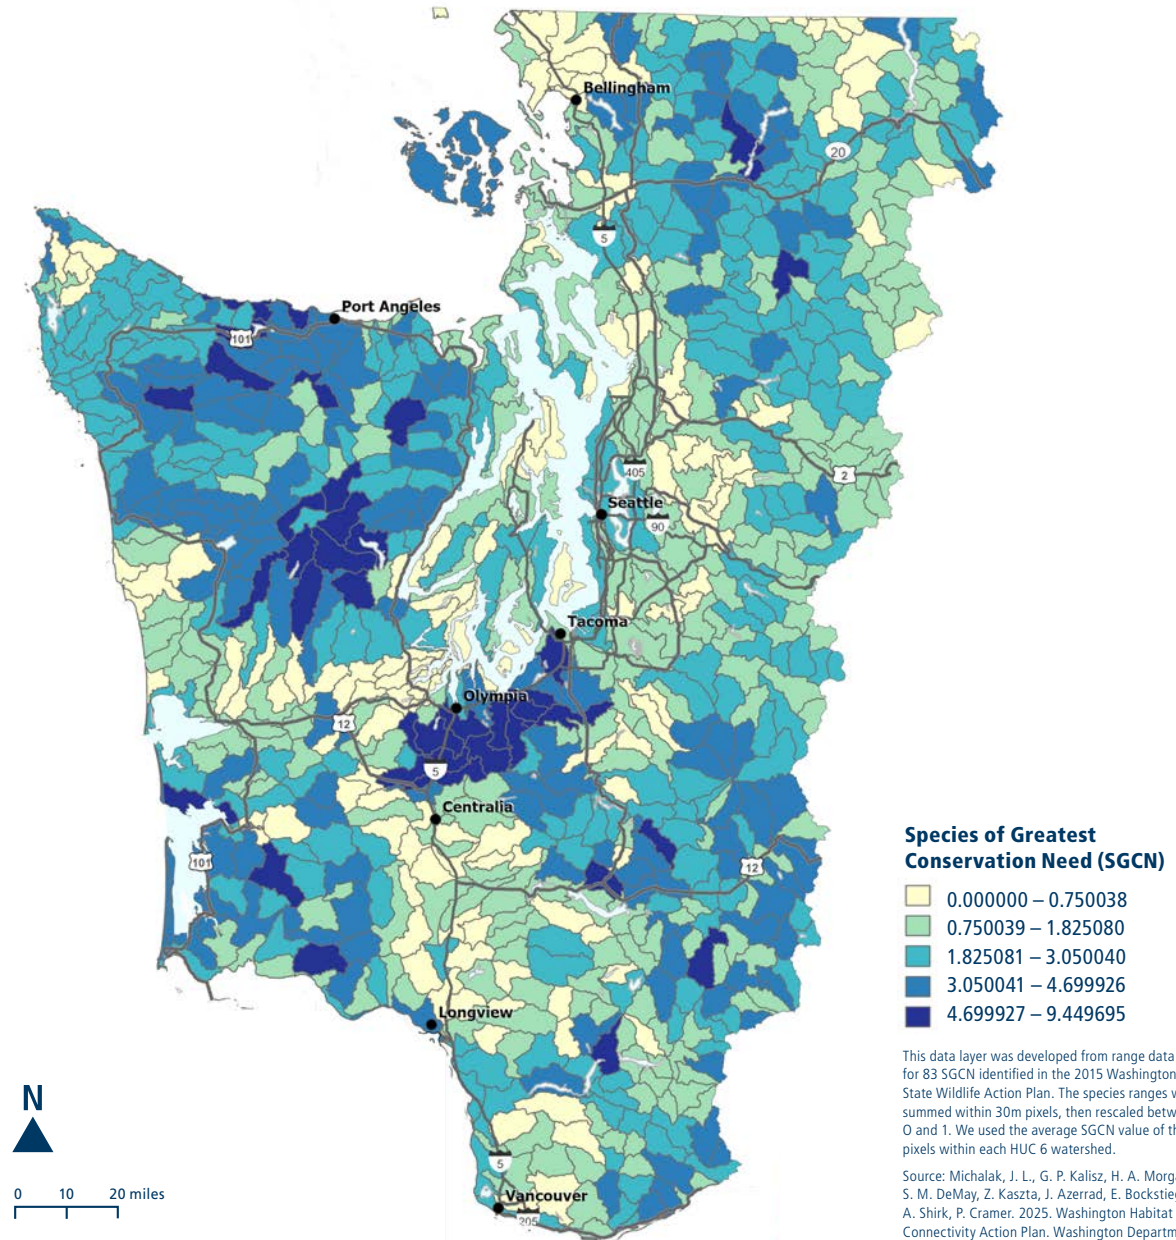 Bellingham
20
5
Port Angeles
101
405
2
Seattle
90
Tacoma
Olympia
12
5
Centralia
101
12
Longview
5
Vancouver
205
Species of Greatest
Conservation Need (SGCN)
0.000000 – 0.750038
0.750039 – 1.825080
1.825081 – 3.050040
3.050041 – 4.699926
4.699927 – 9.449695
This data layer was developed from range data
for 83 SGCN identified in the 2015 Washington
State Wildlife Action Plan. The species ranges
summed within 30m pixels, then rescaled
O and 1. We used the average SGCN value of
pixels within each HUC 6 watershed.
Source: Michalak, J. L., G. P. Kalisz, H. A.
S. M. DeMay, Z. Kaszta, J. Azerrad, E.
A. Shirk, P. Cramer. 2025. Washington Habitat
Connectivity Action Plan. Washington
N
0 10 20 miles